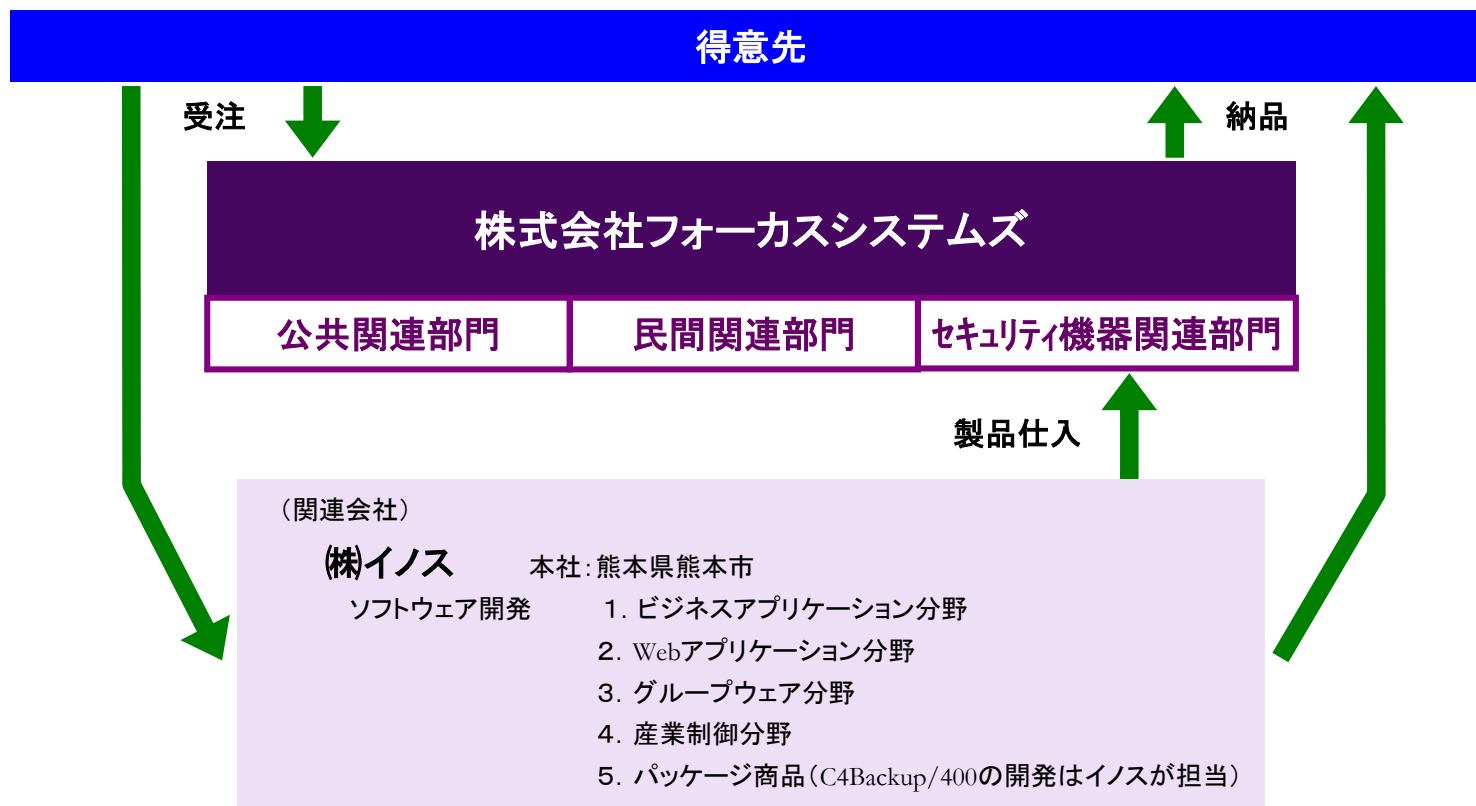 得意先
受注
納品
株式会社フォーカスシステムズ
公共関連部門
民間関連部門
セキュリティ機器関連部門
製品仕入
（関連会社）
㈱イノス　本社：熊本県熊本市
ソフトウェア開発　１．ビジネスアプリケーション分野
２．Webアプリケーション分野
３．グループウェア分野
４．産業制御分野
５．パッケージ商品（C4Backup/400の開発はイノスが担当）